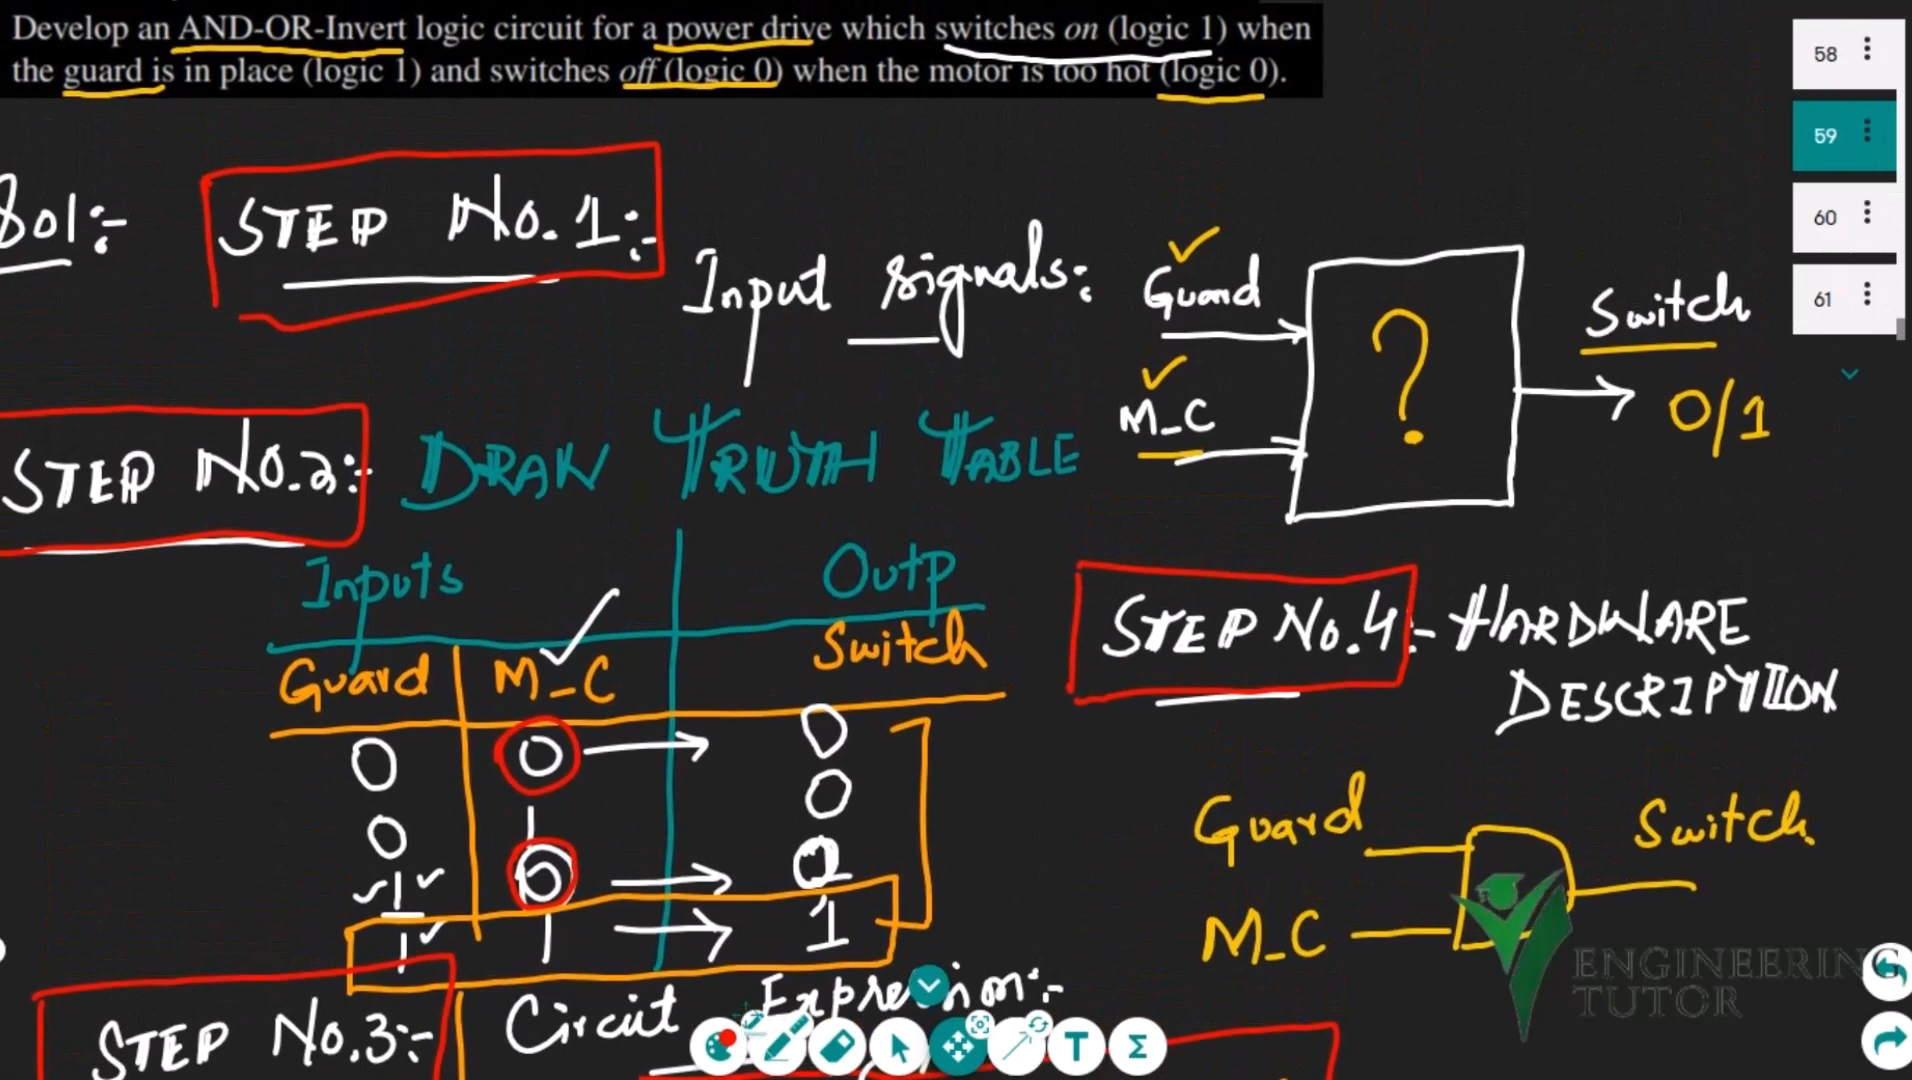 Develop an AND-OR-Invert logic circuit for a power drive which switches on (logic 1) when
the guard is in place (logic 1) and switches off (logic 0) when the motor is too hot (logic 0).
58
59
60
61
Sol:-
STEP No.1:-
Input signals:
Guard
M_C
?
Switch
0/1
STEP No.2:-
DRAW TRUTH TABLE
Inputs
Outp
Guard M_C Switch
0 0 0
0 1 0
1 0 0
1 1 1
STEP No.4:- HARDWARE
DESCRIPTION
Guard
M_C
Switch
STEP No.3:-
Circuit Expression:-
ENGINEERING
TUTOR
T
Σ